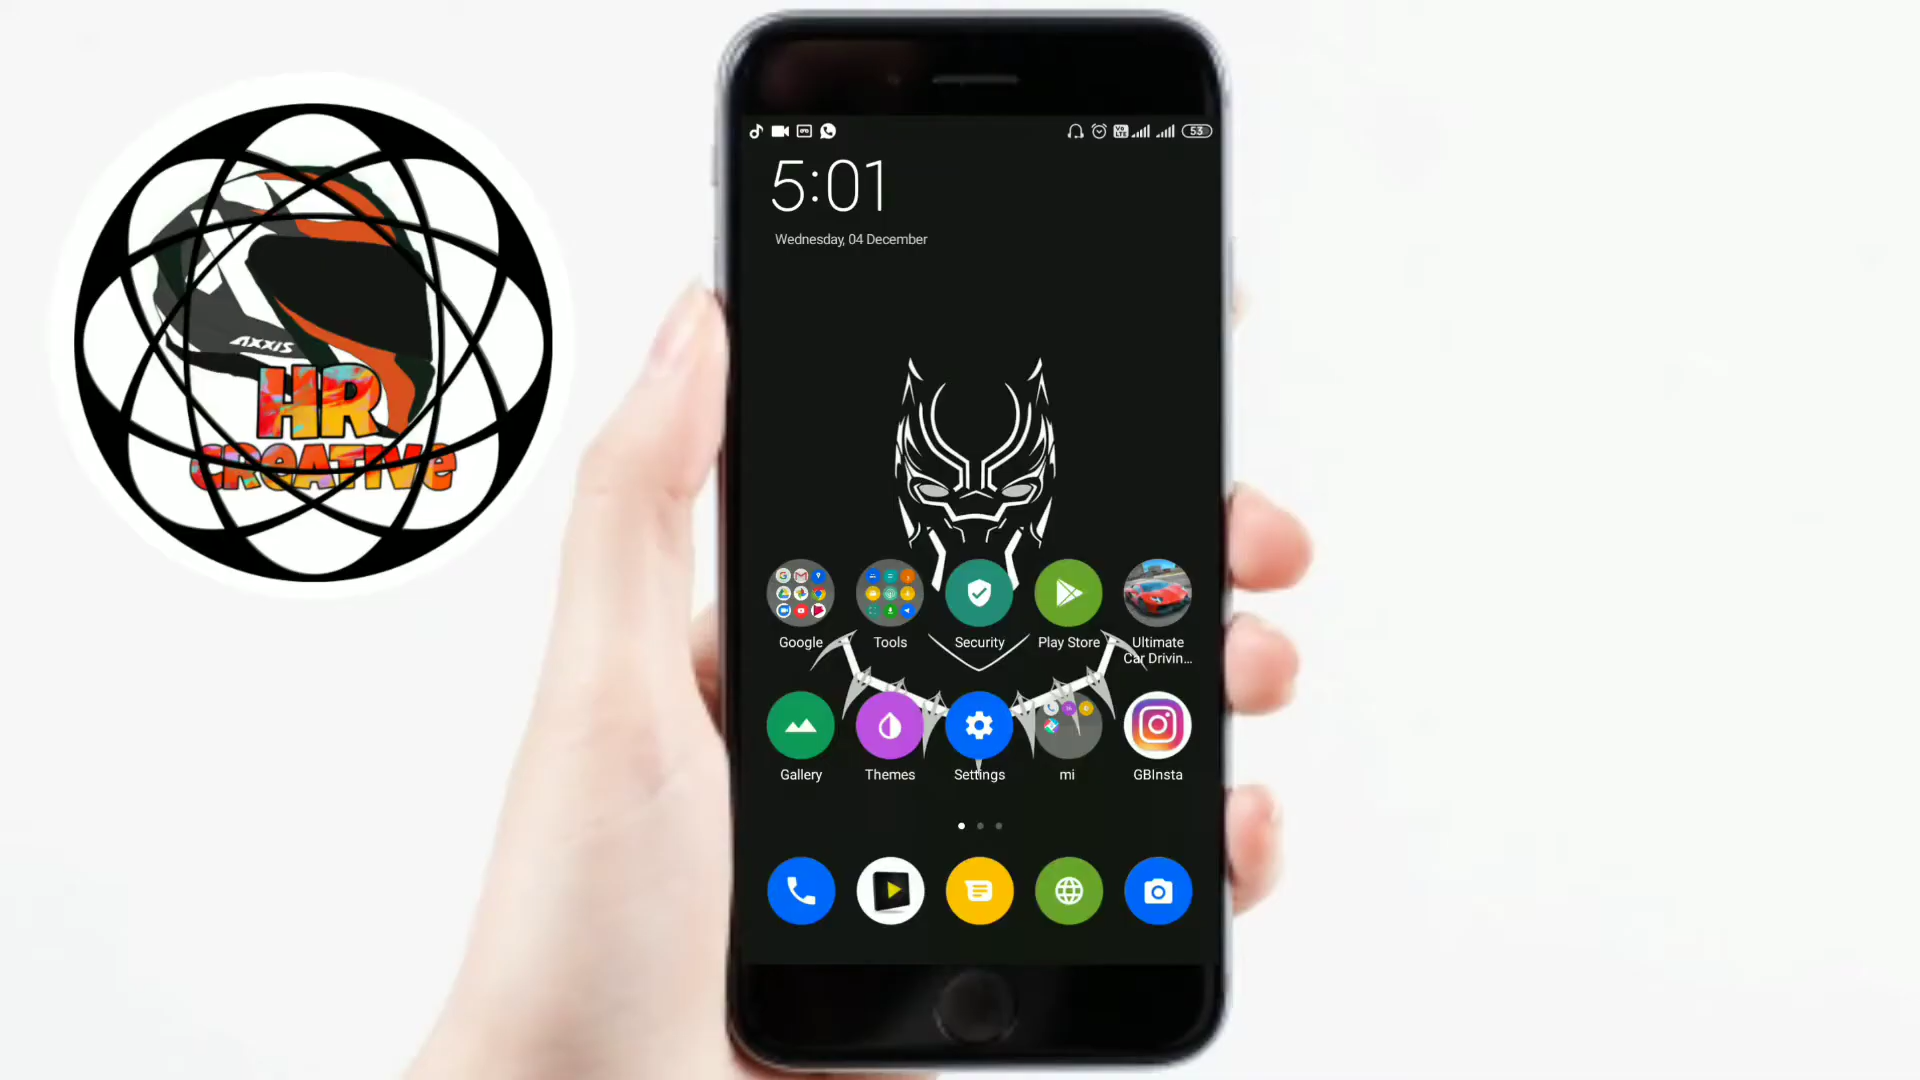 AXXIS
HR
CREATIVE
53
5:01
Wednesday, 04 December
Google
Tools
Security
Play Store
Ultimate
Car Drivin...
Gallery
Themes
Settings
mi
GBInsta